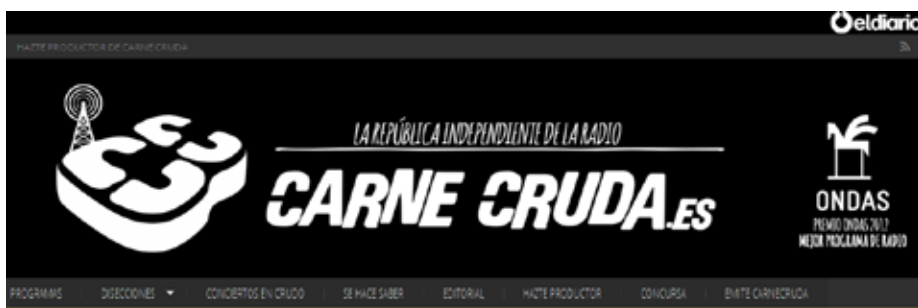 eldiario
HAZTE PRODUCTOR DE CARNE CRUDA
LA REPÚBLICA INDEPENDIENTE DE LA RADIO
CARNE CRUDA.ES
ONDAS
PREMIO ONDAS 2012
MEJOR PROGRAMA DE RADIO
PROGRAMAS DISECCIONES CONCIERTOS EN CRUDO SE HACE SABER EDITORIAL HAZTE PRODUCTOR CONCURSA EMITE CARNECRUDA